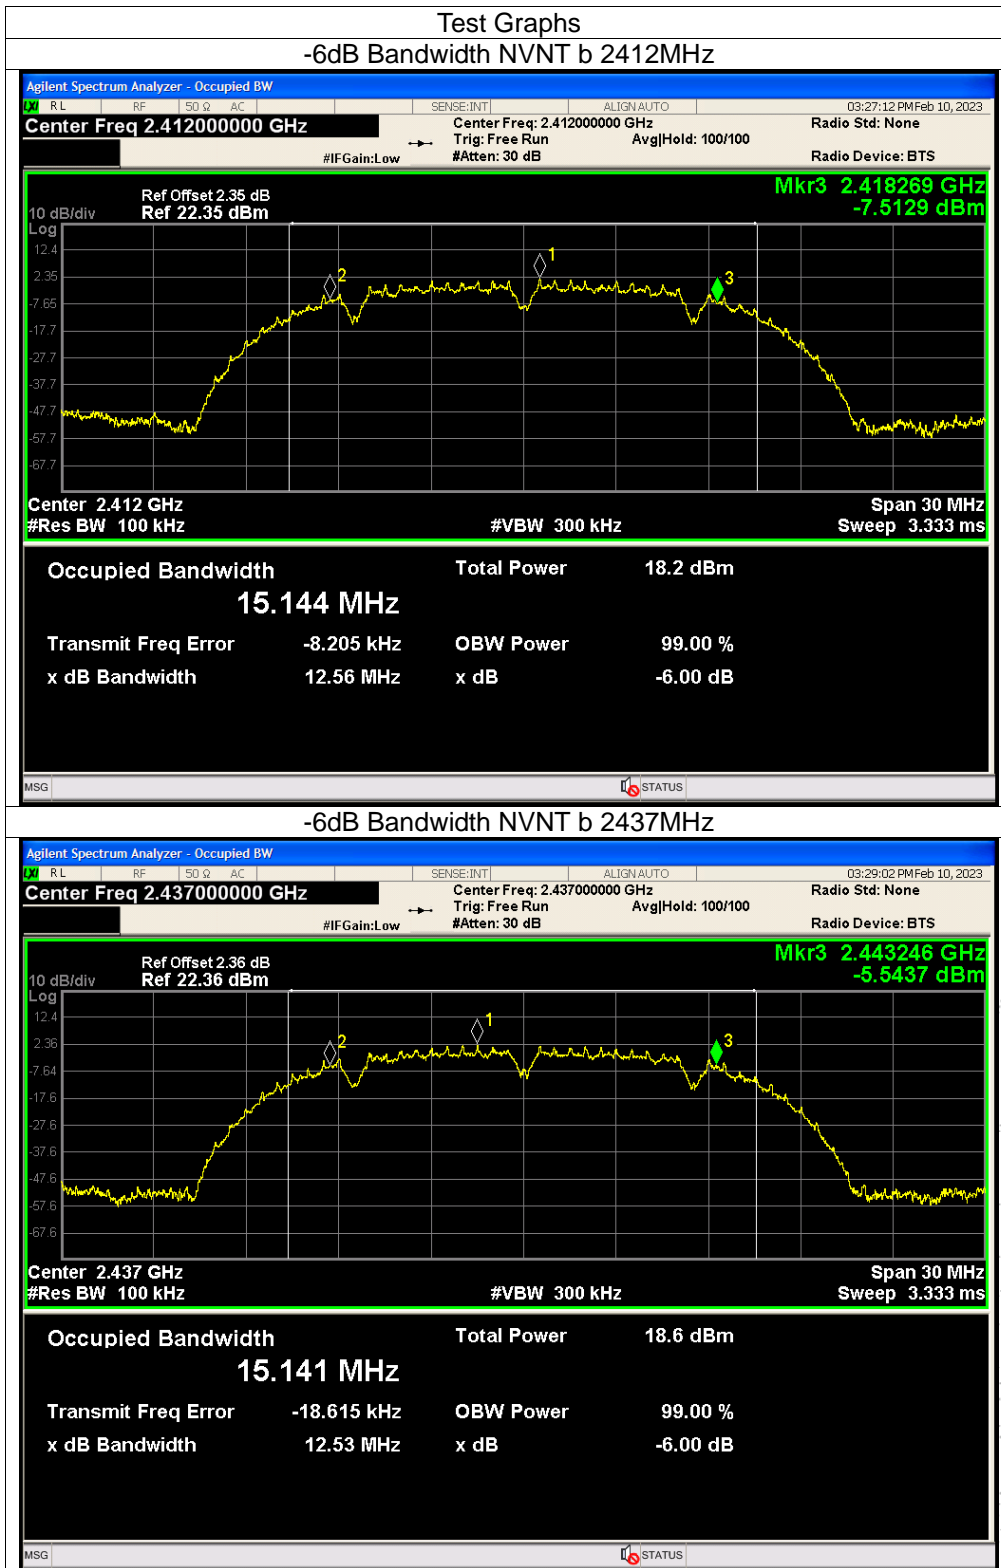 Test Graphs
-6dB Bandwidth NVNT b 2412MHz
Agilent Spectrum Analyzer - Occupied BW
LXI RL RF 50 Ω AC SENSE:INT ALIGN AUTO 03:27:12 PM Feb 10, 2023
Center Freq 2.412000000 GHz Center Freq: 2.412000000 GHz Radio Std: None
Trig: Free Run Avg|Hold: 100/100
#IFGain:Low #Atten: 30 dB Radio Device: BTS
Mkr3 2.418269 GHz
Ref Offset 2.35 dB
10 dB/div Ref 22.35 dBm -7.5129 dBm
Log
12.4
2.35
-7.65
-17.7
-27.7
-37.7
-47.7
-57.7
-67.7
2
1
3
Center 2.412 GHz Span 30 MHz
#Res BW 100 kHz #VBW 300 kHz Sweep 3.333 ms
Occupied Bandwidth Total Power 18.2 dBm
15.144 MHz
Transmit Freq Error -8.205 kHz OBW Power 99.00 %
x dB Bandwidth 12.56 MHz x dB -6.00 dB
MSG STATUS
-6dB Bandwidth NVNT b 2437MHz
Agilent Spectrum Analyzer - Occupied BW
LXI RL RF 50 Ω AC SENSE:INT ALIGN AUTO 03:29:02 PM Feb 10, 2023
Center Freq 2.437000000 GHz Center Freq: 2.437000000 GHz Radio Std: None
Trig: Free Run Avg|Hold: 100/100
#IFGain:Low #Atten: 30 dB Radio Device: BTS
Mkr3 2.443246 GHz
Ref Offset 2.36 dB
10 dB/div Ref 22.36 dBm -5.5437 dBm
Log
12.4
2.36
-7.64
-17.6
-27.6
-37.6
-47.6
-57.6
-67.6
2
1
3
Center 2.437 GHz Span 30 MHz
#Res BW 100 kHz #VBW 300 kHz Sweep 3.333 ms
Occupied Bandwidth Total Power 18.6 dBm
15.141 MHz
Transmit Freq Error -18.615 kHz OBW Power 99.00 %
x dB Bandwidth 12.53 MHz x dB -6.00 dB
MSG STATUS